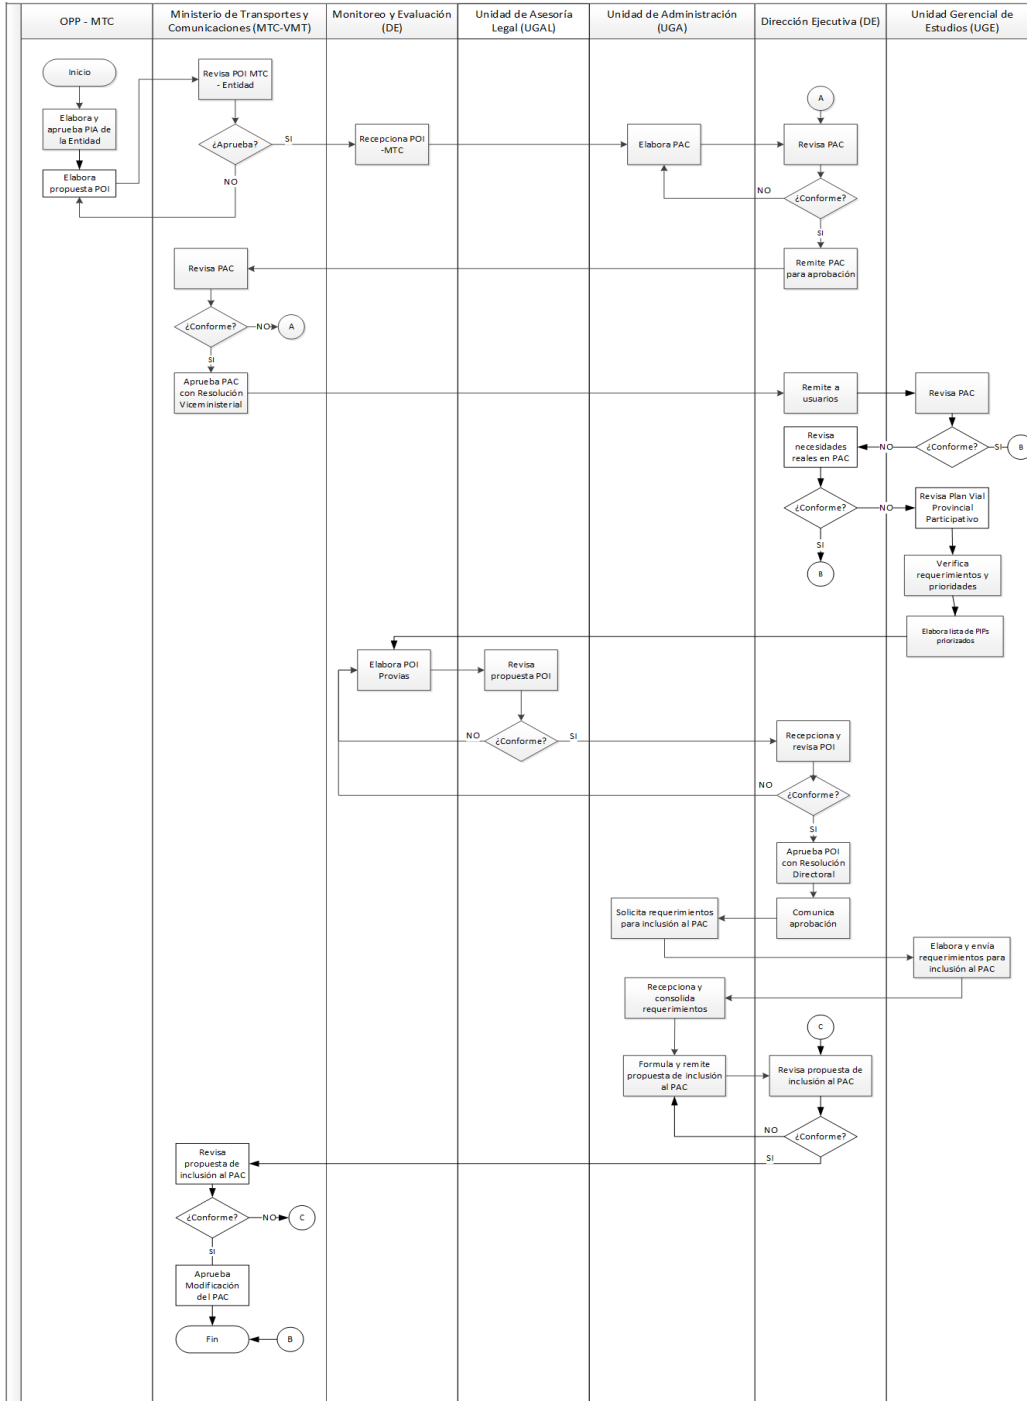 OPP - MTC
Ministerio de Transportes y
Comunicaciones (MTC-VMT)
Monitoreo y Evaluación
(DE)
Unidad de Asesoría
Legal (UGAL)
Unidad de Administración
(UGA)
Dirección Ejecutiva (DE)
Unidad Gerencial de
Estudios (UGE)
Inicio
Elabora y
aprueba PIA de
la Entidad
Elabora
propuesta POI
Revisa POI MTC
- Entidad
¿Aprueba?
SI
NO
Recepciona POI
-MTC
Elabora PAC
A
Revisa PAC
¿Conforme?
NO
SI
Remite PAC
para aprobación
Revisa PAC
¿Conforme?
NO
A
SI
Aprueba PAC
con Resolución
Viceministerial
Remite a
usuarios
Revisa PAC
¿Conforme?
SI
B
NO
Revisa
necesidades
reales en PAC
¿Conforme?
NO
SI
B
Revisa Plan Vial
Provincial
Participativo
Verifica
requerimientos y
prioridades
Elabora lista de PIPs
priorizados
Elabora POI
Provias
Revisa
propuesta POI
¿Conforme?
NO
SI
Recepciona y
revisa POI
¿Conforme?
NO
SI
Aprueba POI
con Resolución
Directoral
Comunica
aprobación
Solicita requerimientos
para inclusión al PAC
Elabora y envía
requerimientos para
inclusión al PAC
Recepciona y
consolida
requerimientos
Formula y remite
propuesta de inclusión
al PAC
C
Revisa propuesta de
inclusión al PAC
¿Conforme?
NO
SI
Revisa
propuesta de
inclusión al PAC
¿Conforme?
NO
C
SI
Aprueba
Modificación
del PAC
Fin
B